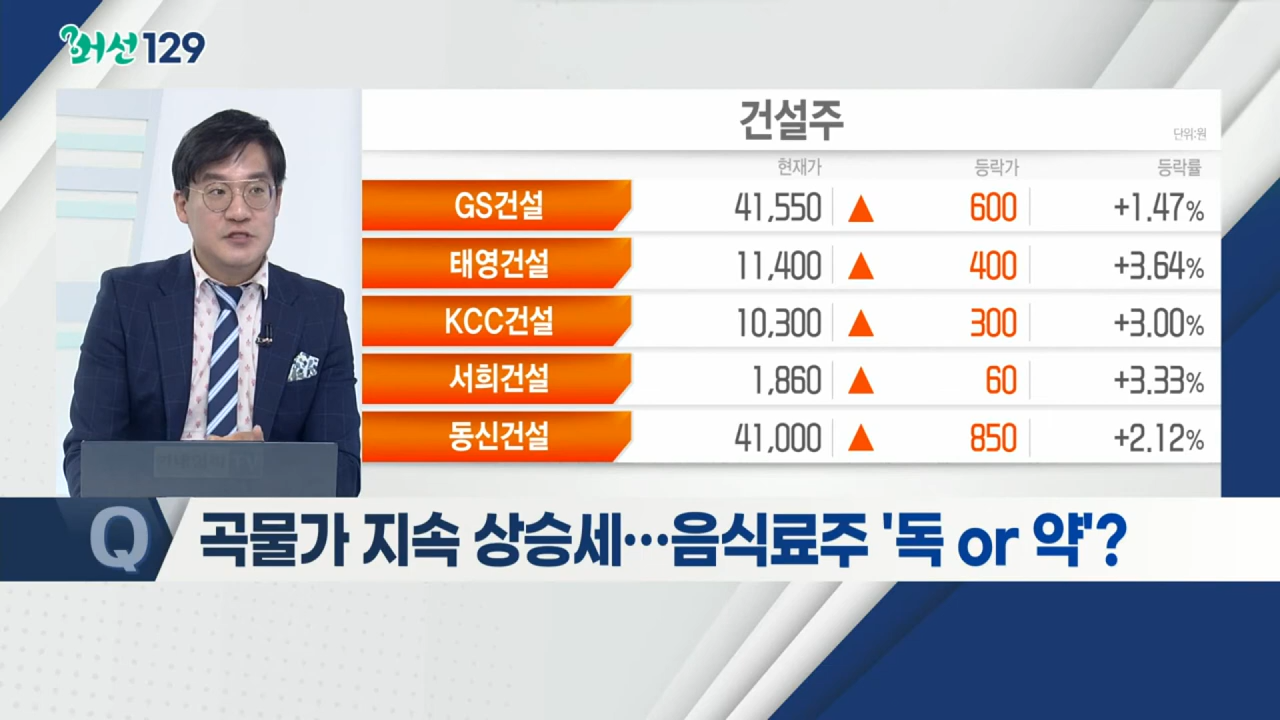 머선129
건설주
단위:원
현재가 등락가 등락률
GS건설 41,550 ▲ 600 +1.47%
태영건설 11,400 ▲ 400 +3.64%
KCC건설 10,300 ▲ 300 +3.00%
서희건설 1,860 ▲ 60 +3.33%
동신건설 41,000 ▲ 850 +2.12%
Q 곡물가 지속 상승세…음식료주 '독 or 약'?